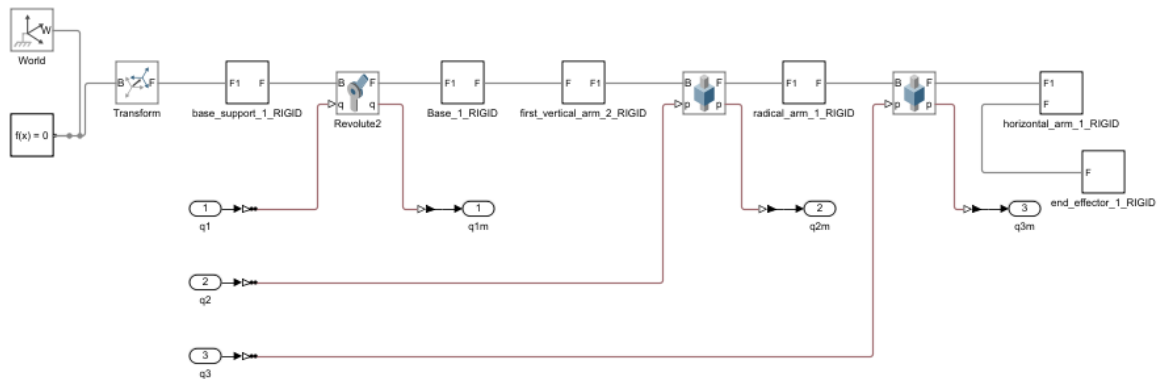 W
World
f(x) = 0
B F
Transform
F1 F
base_support_1_RIGID
B F
q q
Revolute2
F1 F
Base_1_RIGID
F F1
first_vertical_arm_2_RIGID
B F
p p
F1 F
radical_arm_1_RIGID
B F
p p
F1
F
horizontal_arm_1_RIGID
F
end_effector_1_RIGID
1
q1
1
q1m
2
q2m
3
q3m
2
q2
3
q3